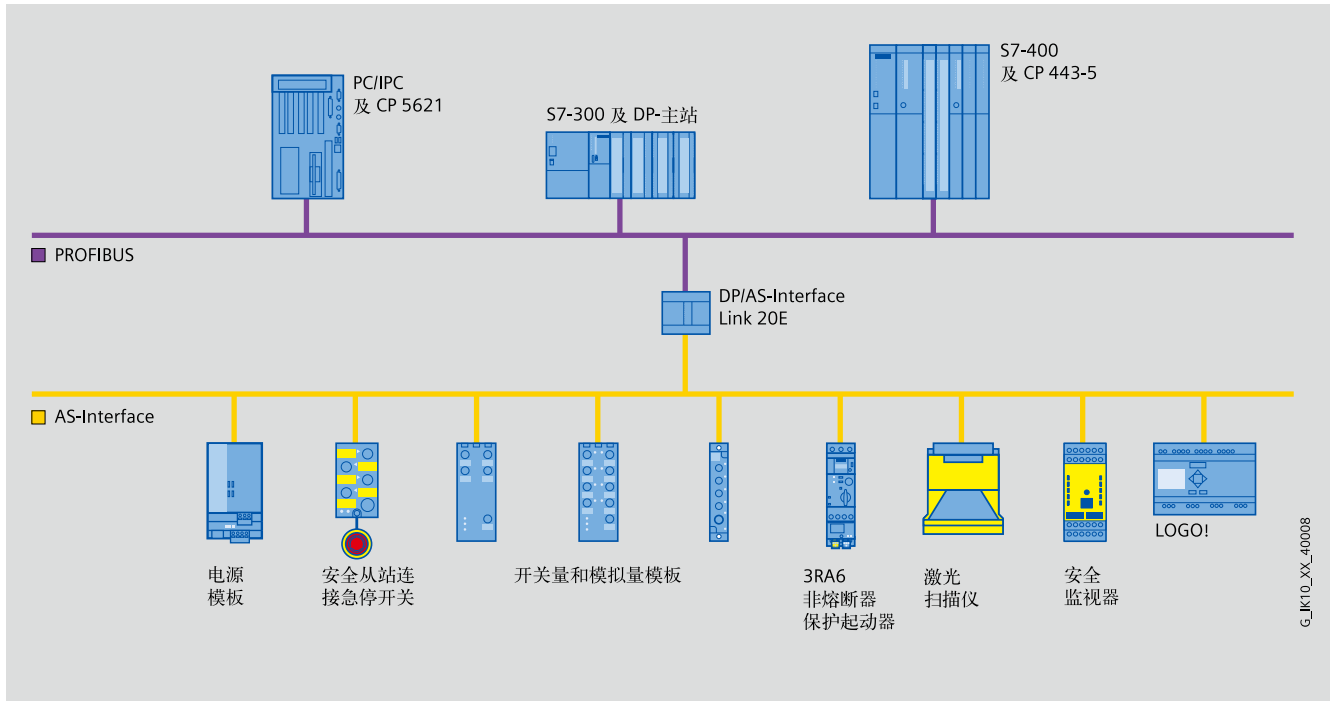 PC/IPC
及 CP 5621
S7-300 及 DP-主站
S7-400
及 CP 443-5
PROFIBUS
DP/AS-Interface
Link 20E
AS-Interface
电源
模板
安全从站连
接急停开关
开关量和模拟量模板
3RA6
非熔断器
保护起动器
激光
扫描仪
安全
监视器
LOGO!
G_IK10_XX_40008